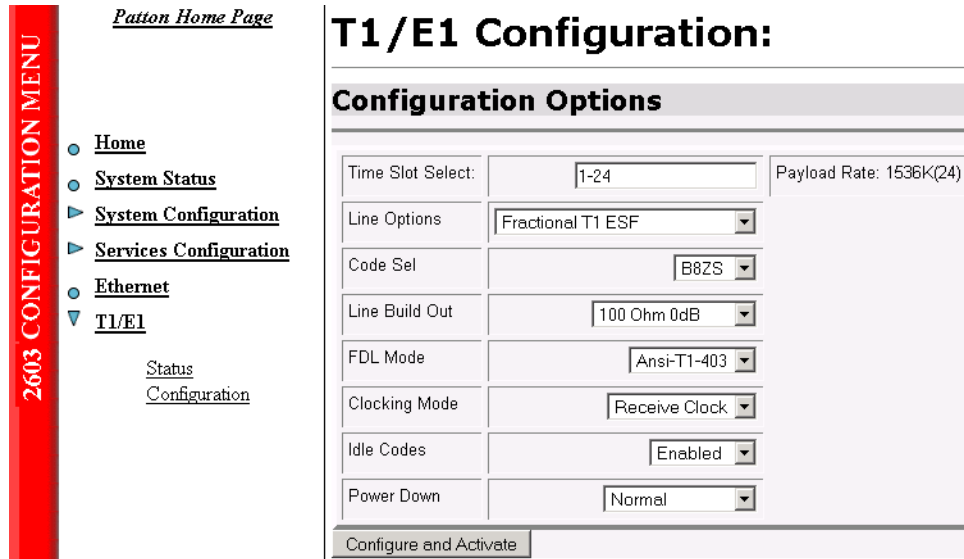 2603 CONFIGURATION MENU
Patton Home Page
Home
System Status
System Configuration
Services Configuration
Ethernet
T1/E1
Status
Configuration
T1/E1 Configuration:
Configuration Options
Time Slot Select: 1-24 Payload Rate: 1536K(24)
Line Options Fractional T1 ESF
Code Sel B8ZS
Line Build Out 100 Ohm 0dB
FDL Mode Ansi-T1-403
Clocking Mode Receive Clock
Idle Codes Enabled
Power Down Normal
Configure and Activate